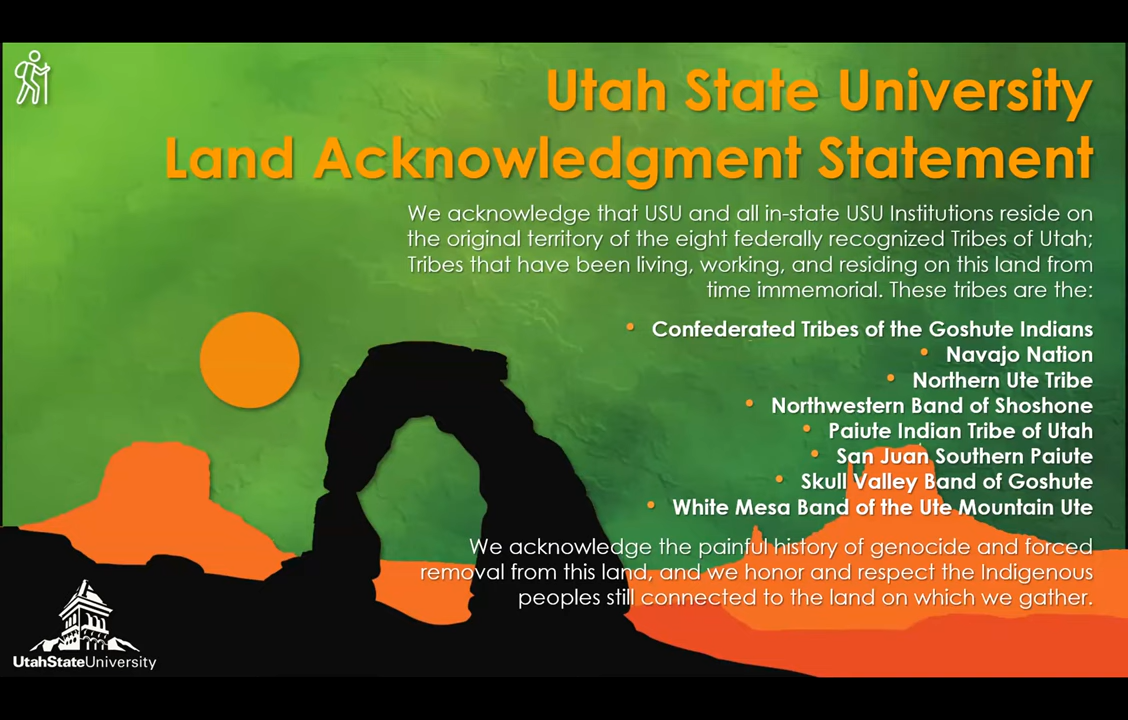 Utah State University
Land Acknowledgment Statement
We acknowledge that USU and all in-state USU Institutions reside on
the original territory of the eight federally recognized Tribes of Utah;
Tribes that have been living, working, and residing on this land from
time immemorial. These tribes are the:
• Confederated Tribes of the Goshute Indians
• Navajo Nation
• Northern Ute Tribe
• Northwestern Band of Shoshone
• Paiute Indian Tribe of Utah
• San Juan Southern Paiute
• Skull Valley Band of Goshute
• White Mesa Band of the Ute Mountain Ute
We acknowledge the painful history of genocide and forced
removal from this land, and we honor and respect the Indigenous
peoples still connected to the land on which we gather.
UtahStateUniversity